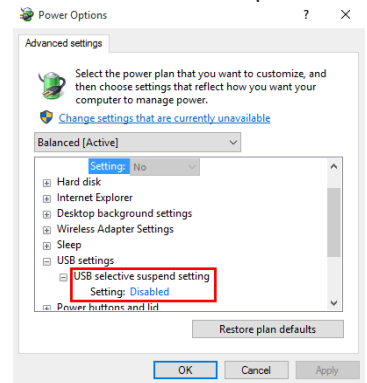 Power Options
Advanced settings
Select the power plan that you want to customize, and
then choose settings that reflect how you want your
computer to manage power.
Change settings that are currently unavailable
Balanced [Active]
Setting: No
Hard disk
Internet Explorer
Desktop background settings
Wireless Adapter Settings
Sleep
USB settings
USB selective suspend setting
Setting: Disabled
Power buttons and lid
Restore plan defaults
OK Cancel Apply